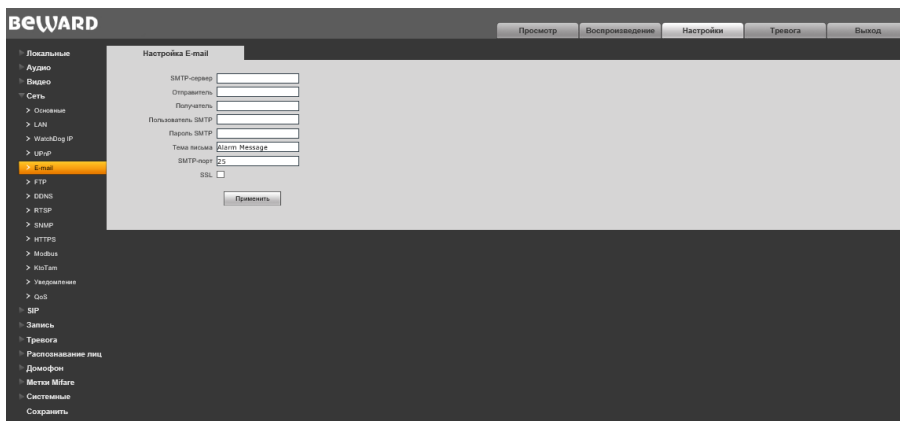 BEWARD
Просмотр
Воспроизведение
Настройки
Тревога
Выход
Локальные
Аудио
Видео
Сеть
Основные
LAN
WatchDog IP
UPnP
E-mail
FTP
DDNS
RTSP
SNMP
HTTPS
Modbus
KtoTam
Уведомления
QoS
SIP
Запись
Тревога
Распознавание лиц
Домофон
Метки Mifare
Системные
Сохранить
Настройка E-mail
SMTP-сервер
Отправитель
Получатель
Пользователь SMTP
Пароль SMTP
Тема письма Alarm Message
SMTP-порт 25
SSL
Применить